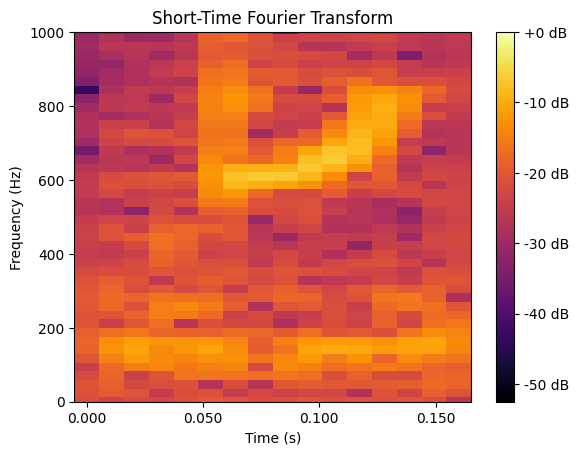 Short-Time Fourier Transform
1000
800
600
400
200
0
Frequency (Hz)
0.000
0.050
0.100
0.150
Time (s)
+0 dB
-10 dB
-20 dB
-30 dB
-40 dB
-50 dB